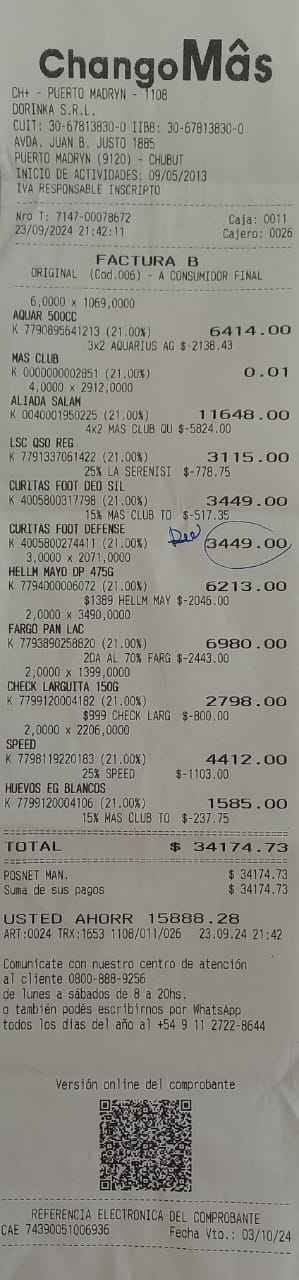 ChangoMâs
CH+ - PUERTO MADRYN - 1108
DORINKA S.R.L.
CUIT: 30-67813830-0 IIBB: 30-67813830-0
AVDA. JUAN B. JUSTO 1885
PUERTO MADRYN (9120) - CHUBUT
INICIO DE ACTIVIDADES: 09/05/2013
IVA RESPONSABLE INSCRIPTO
Nro T: 7147-00078672 Caja: 0011
23/09/2024 21:42:11 Cajero: 0026
FACTURA B
ORIGINAL (Cod.006) - A CONSUMIDOR FINAL
6,0000 x 1069,0000
AQUAR 500CC
K 7790895641213 (21.00%) 6414.00
3x2 AQUARIUS AG $-2138.43
MAS CLUB
K 0000000002851 (21.00%) 0.01
4,0000 x 2912,0000
ALIADA SALAM
K 0040001950225 (21.00%) 11648.00
4x2 MAS CLUB QU $-5824.00
LSC QSO REG
K 7791337061422 (21.00%) 3115.00
25% LA SERENISI $-778.75
CURITAS FOOT DEO SIL
K 4005800317798 (21.00%) 3449.00
15% MAS CLUB TO $-517.35
CURITAS FOOT DEFENSE
K 4005800274411 (21.00%) 3449.00
3,0000 x 2071,0000
HELLM MAYO DP 475G
K 7794000006072 (21.00%) 6213.00
$1389 HELLM MAY $-2046.00
2,0000 x 3490,0000
FARGO PAN LAC
K 7793890258820 (21.00%) 6980.00
2DA AL 70% FARG $-2443.00
2,0000 x 1399,0000
CHECK LARGUITA 150G
K 7799120004182 (21.00%) 2798.00
$999 CHECK LARG $-800.00
2,0000 x 2206,0000
SPEED
K 7798119220183 (21.00%) 4412.00
25% SPEED $-1103.00
HUEVOS EG BLANCOS
K 7799120004106 (21.00%) 1585.00
15% MAS CLUB TO $-237.75
TOTAL $ 34174.73
POSNET MAN. $ 34174.73
Suma de sus pagos $ 34174.73
USTED AHORR 15888.28
ART:0024 TRX:1653 1108/011/026 23.09.24 21:42
Comunicate con nuestro centro de atención
al cliente 0800-888-9256
de lunes a sábados de 8 a 20hs.
o también podés escribirnos por WhatsApp
todos los días del año al +54 9 11 2722-8644
Versión online del comprobante
REFERENCIA ELECTRONICA DEL COMPROBANTE
CAE 74390051006936 Fecha Vto.: 03/10/24